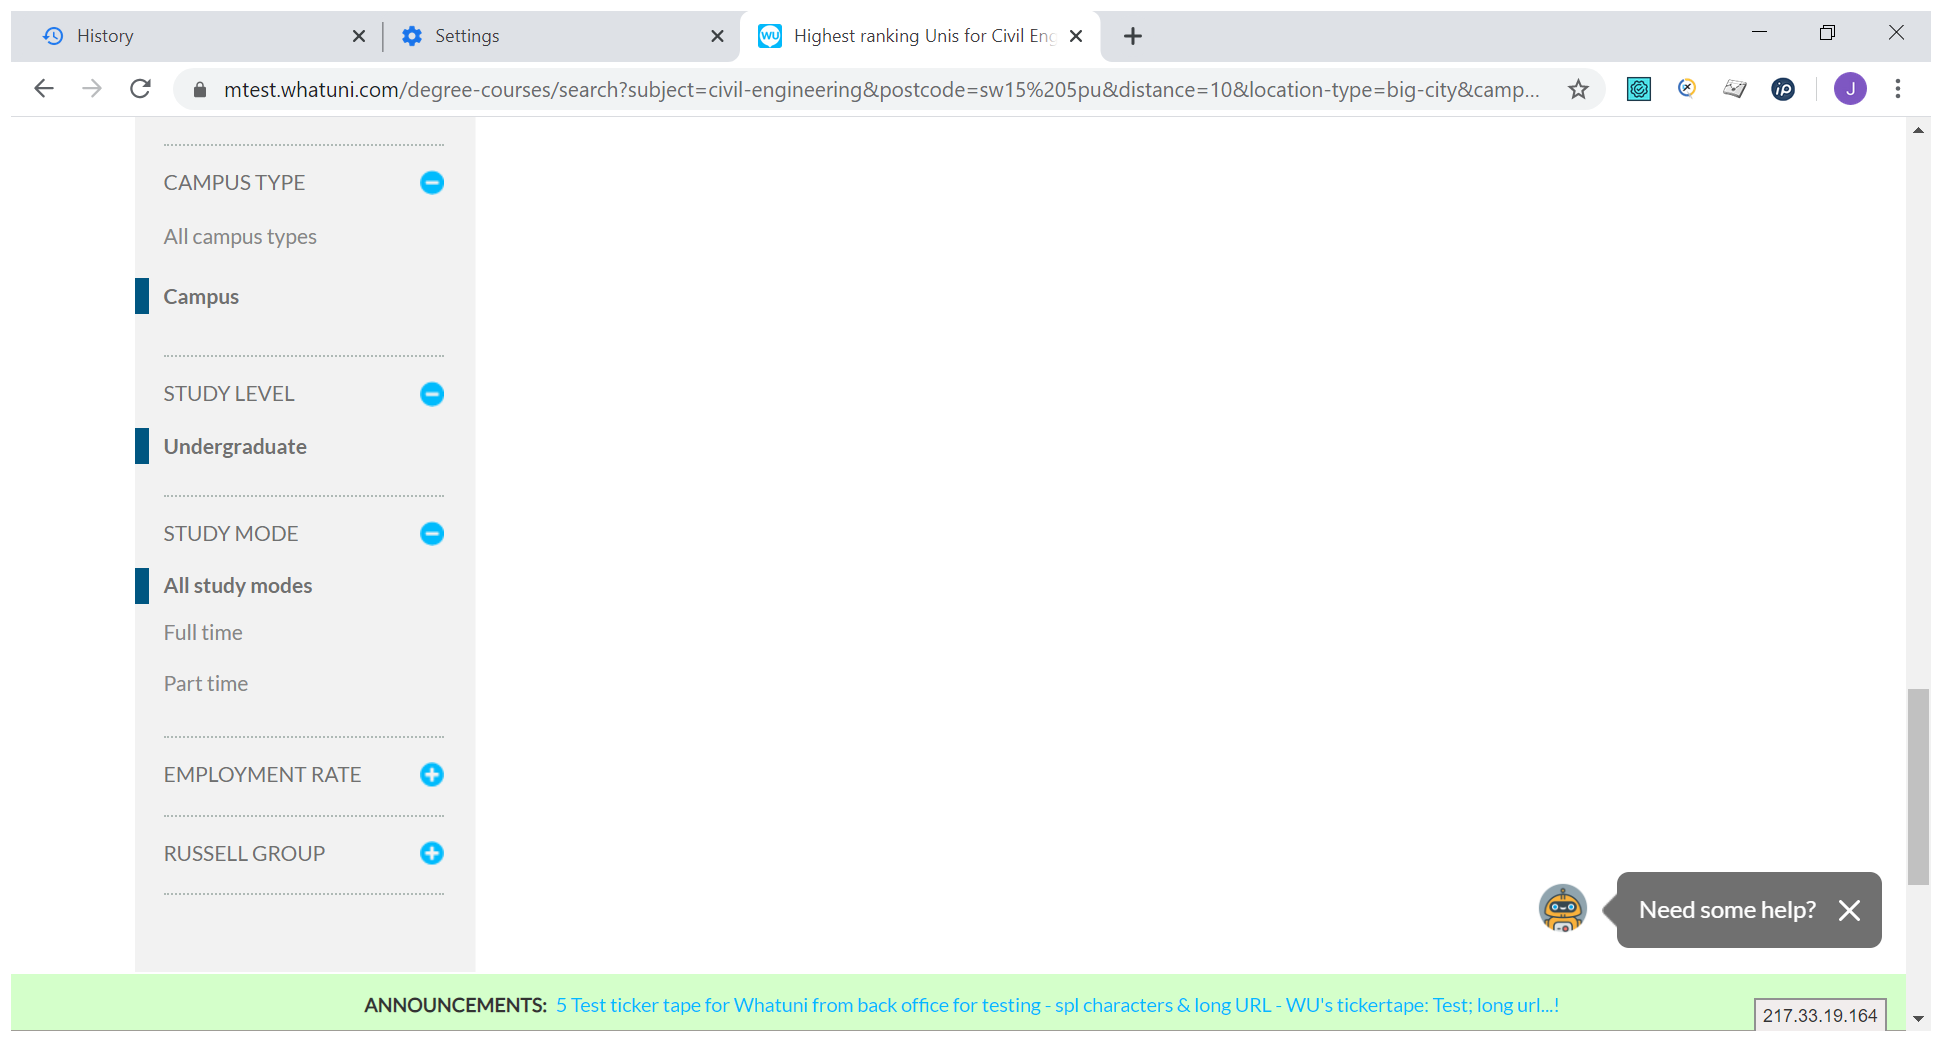 History
Settings
WU
Highest ranking Unis for Civil Eng
mtest.whatuni.com/degree-courses/search?subject=civil-engineering&postcode=sw15%205pu&distance=10&location-type=big-city&camp...
iP
J
CAMPUS TYPE
All campus types
Campus
STUDY LEVEL
Undergraduate
STUDY MODE
All study modes
Full time
Part time
EMPLOYMENT RATE
RUSSELL GROUP
Need some help?
ANNOUNCEMENTS: 5 Test ticker tape for Whatuni from back office for testing - spl characters & long URL - WU's tickertape: Test; long url...!
217.33.19.164